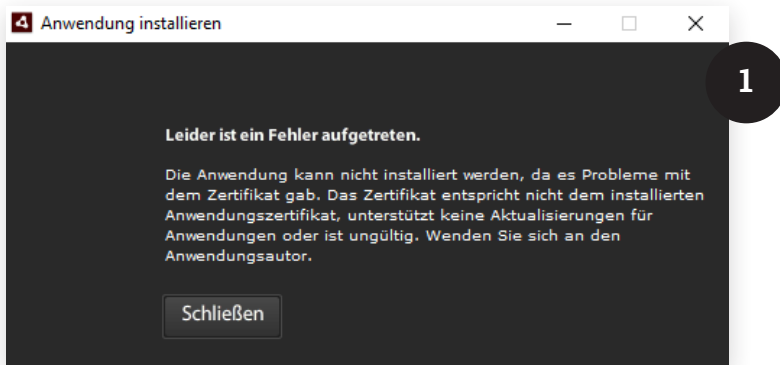 Anwendung installieren
1
Leider ist ein Fehler aufgetreten.
Die Anwendung kann nicht installiert werden, da es Probleme mit
dem Zertifikat gab. Das Zertifikat entspricht nicht dem installierten
Anwendungszertifikat, unterstützt keine Aktualisierungen für
Anwendungen oder ist ungültig. Wenden Sie sich an den
Anwendungsautor.
Schließen